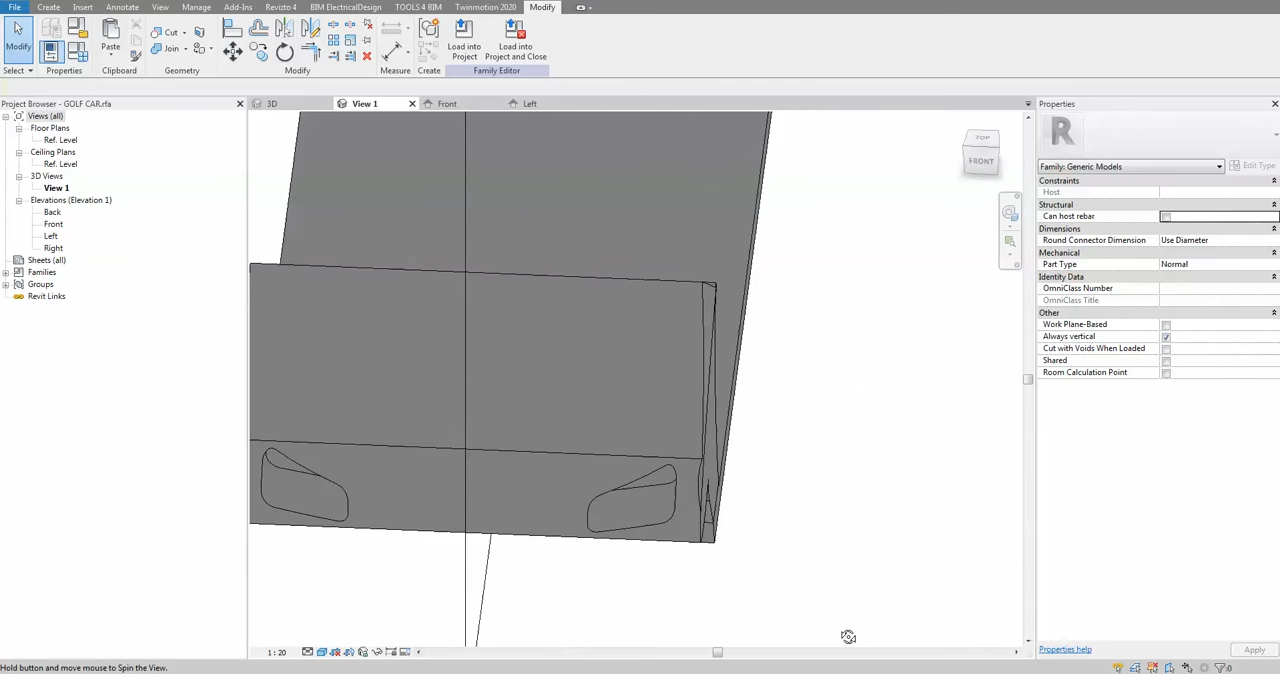 File Create Insert Annotate View Manage Add-Ins Revizto 4 BIM ElectricalDesign TOOLS 4 BIM Twinmotion 2020 Modify
Modify
Paste
Cut
Join
Load into Project
Load into Project and Close
Select Properties Clipboard Geometry Modify Measure Create Family Editor
Project Browser - GOLF CAR.rfa
3D View 1 Front Left
Properties
Views (all)
Floor Plans
Ref. Level
Ceiling Plans
Ref. Level
3D Views
View 1
Elevations (Elevation 1)
Back
Front
Left
Right
Sheets (all)
Families
Groups
Revit Links
TOP
FRONT
R
Family: Generic Models Edit Type
Constraints
Host
Structural
Can host rebar
Dimensions
Round Connector Dimension Use Diameter
Mechanical
Part Type Normal
Identity Data
OmniClass Number
OmniClass Title
Other
Work Plane-Based
Always vertical
Cut with Voids When Loaded
Shared
Room Calculation Point
1 : 20
Properties help Apply
Hold button and move mouse to Spin the View.
:0